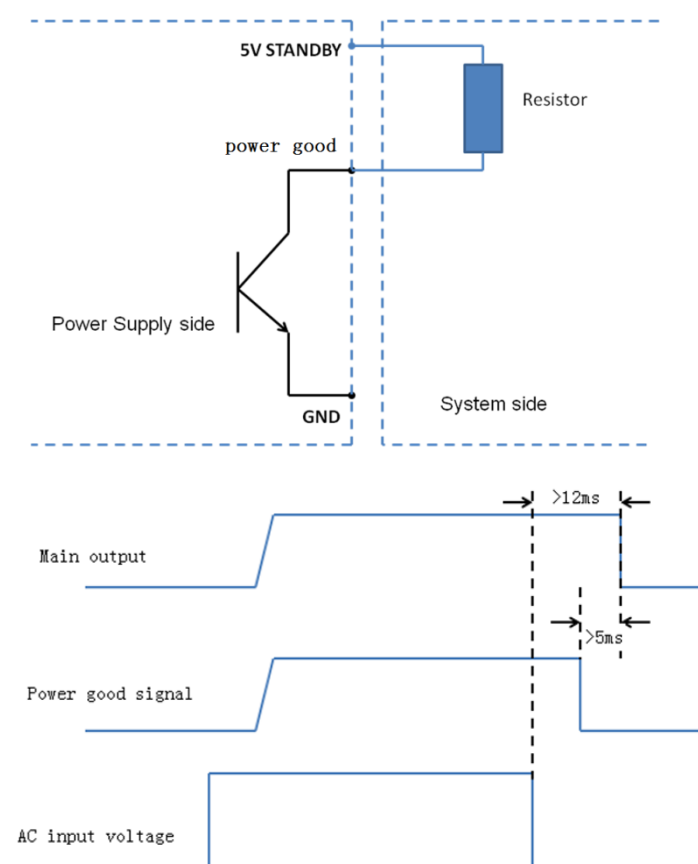 5V STANDBY
Resistor
power good
Power Supply side
System side
GND
>12ms
Main output
>5ms
Power good signal
AC input voltage